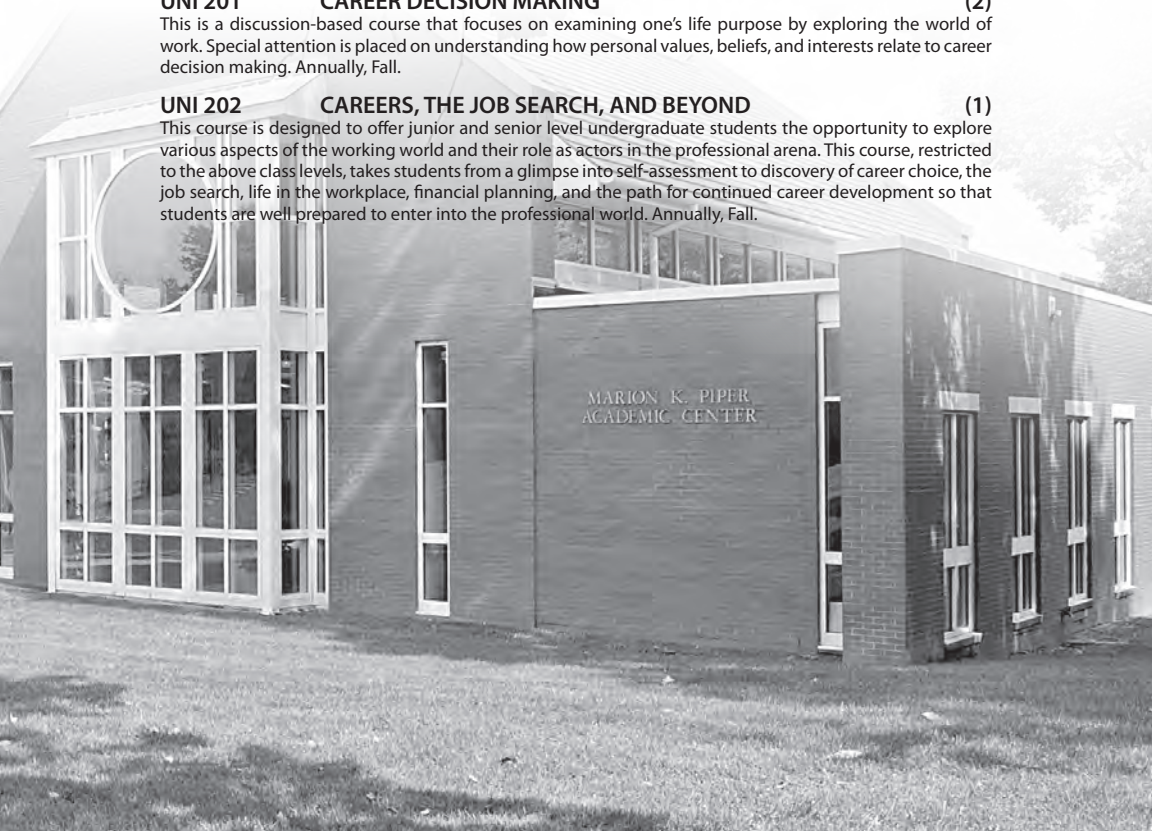 UNI 201 CAREER DECISION MAKING (2)
This is a discussion-based course that focuses on examining one’s life purpose by exploring the world of
work. Special attention is placed on understanding how personal values, beliefs, and interests relate to career
decision making. Annually, Fall.
UNI 202 CAREERS, THE JOB SEARCH, AND BEYOND (1)
This course is designed to offer junior and senior level undergraduate students the opportunity to explore
various aspects of the working world and their role as actors in the professional arena. This course, restricted
to the above class levels, takes students from a glimpse into self-assessment to discovery of career choice, the
job search, life in the workplace, financial planning, and the path for continued career development so that
students are well prepared to enter into the professional world. Annually, Fall.
MARION K. PIPER
ACADEMIC CENTER